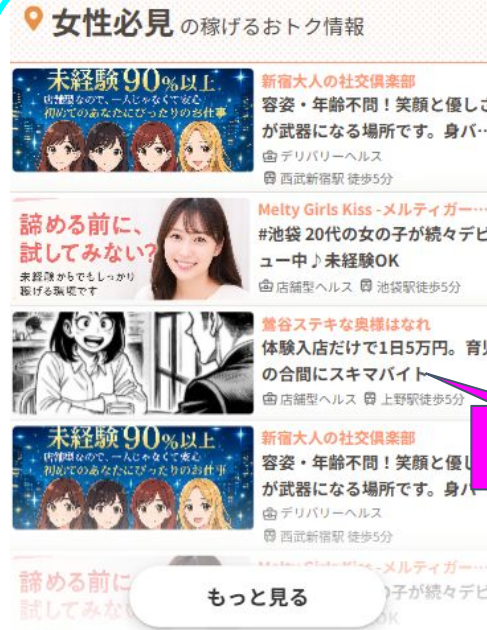 女性必見 の稼げるおトク情報
未経験90%以上
店舗型なので、一人じゃなくて安心
初めてのあなたにぴったりのお仕事
新宿大人の社交倶楽部
容姿・年齢不問！笑顔と優しさ
が武器になる場所です。身バ…
デリバリーヘルス
西武新宿駅 徒歩5分
諦める前に、
試してみない?
未経験からでもしっかり
稼げる環境です
Melty Girls Kiss -メルティガー…
#池袋 20代の女の子が続々デビ
ュー中♪未経験OK
店舗型ヘルス 池袋駅徒歩5分
鶯谷ステキな奥様はなれ
体験入店だけで1日5万円。育児
の合間にスキマバイト
店舗型ヘルス 上野駅徒歩5分
未経験90%以上
店舗型なので、一人じゃなくて安心
初めてのあなたにぴったりのお仕事
新宿大人の社交倶楽部
容姿・年齢不問！笑顔と優し
が武器になる場所です。身バ
デリバリーヘルス
西武新宿駅 徒歩5分
諦める前に
試してみな
メルティガー…
の子が続々デビ
OK
もっと見る